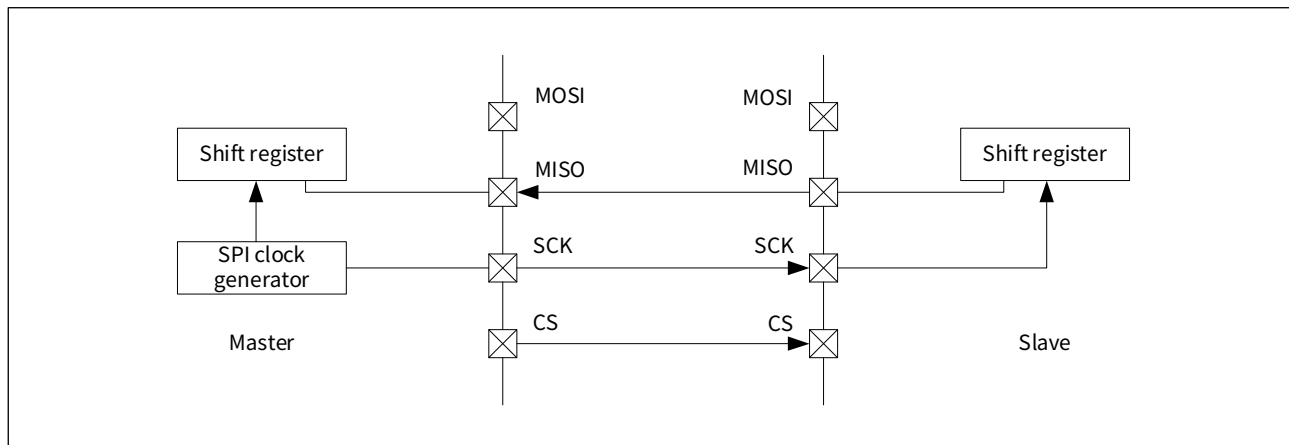 MOSI MOSI
Shift register MISO MISO Shift register
SPI clock
generator
SCK SCK
CS CS
Master Slave